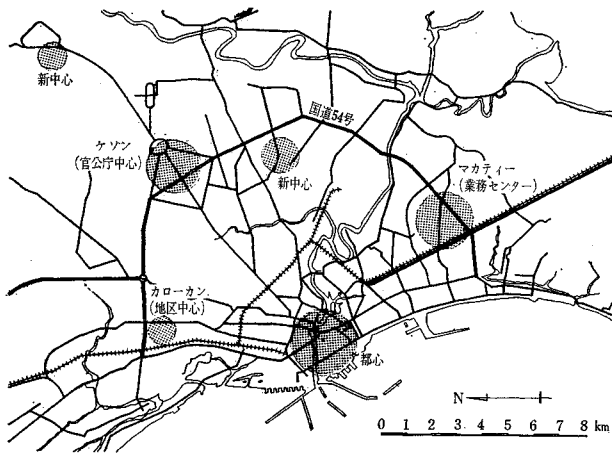 新中心
国道54号
ケソン
(官公庁中心)
新中心
マカティー
(業務センター)
カローカン
(地区中心)
都心
N
0 1 2 3 4 5 6 7 8 km